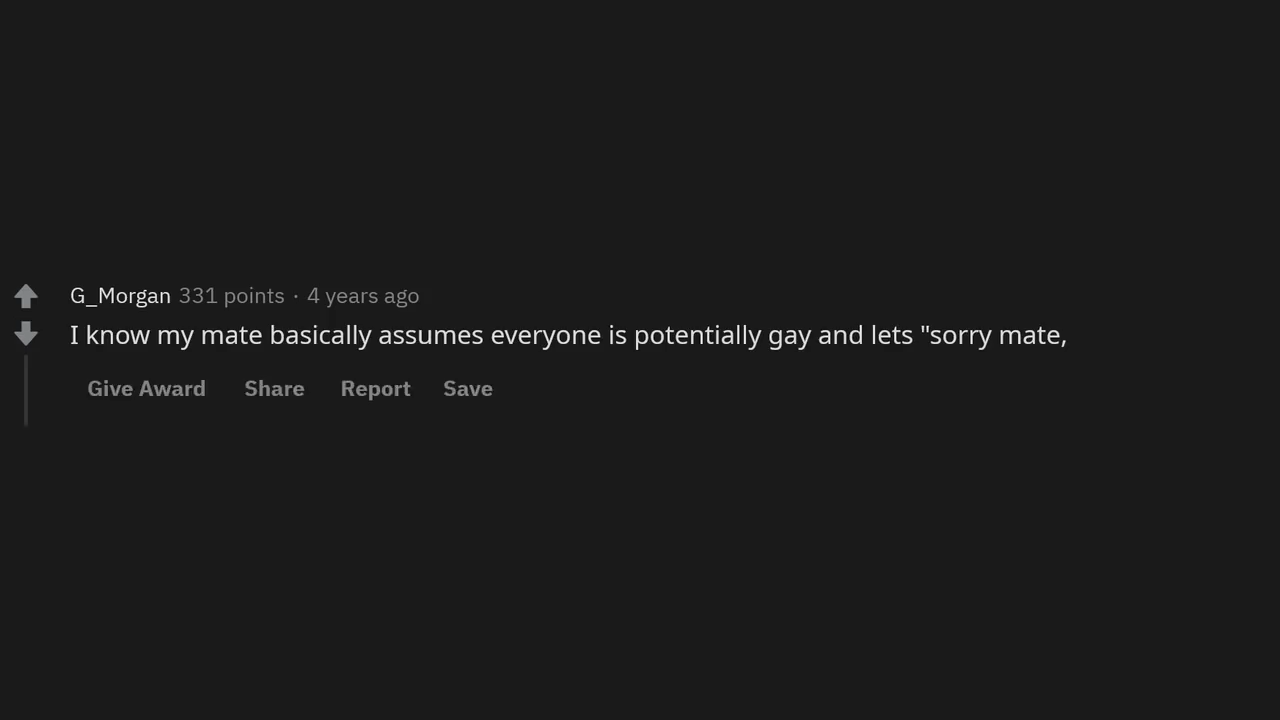 G_Morgan 331 points · 4 years ago
I know my mate basically assumes everyone is potentially gay and lets "sorry mate,
Give Award Share Report Save